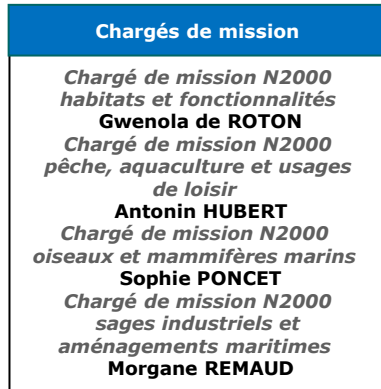 Chargés de mission
Chargé de mission N2000
habitats et fonctionnalités
Gwenola de ROTON
Chargé de mission N2000
pêche, aquaculture et usages
de loisir
Antonin HUBERT
Chargé de mission N2000
oiseaux et mammifères marins
Sophie PONCET
Chargé de mission N2000
sages industriels et
aménagements maritimes
Morgane REMAUD